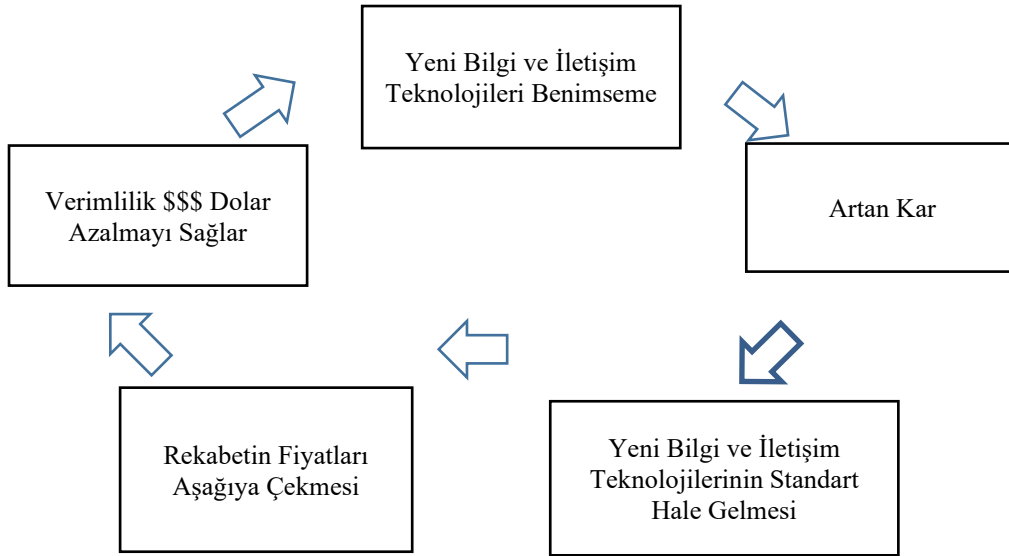 Yeni Bilgi ve İletişim
Teknolojileri Benimseme
Artan Kar
Yeni Bilgi ve İletişim
Teknolojilerinin Standart
Hale Gelmesi
Rekabetin Fiyatları
Aşağıya Çekmesi
Verimlilik $$$ Dolar
Azalmayı Sağlar